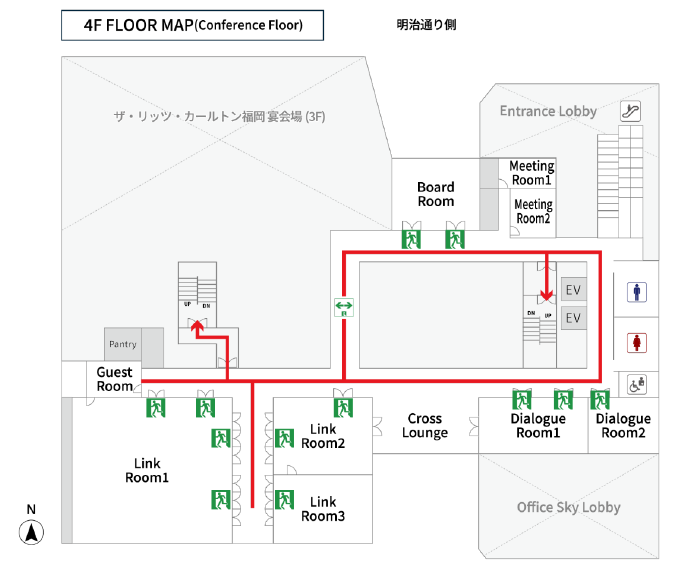 4F FLOOR MAP(Conference Floor)
明治通り側
Entrance Lobby
ザ・リッツ・カールトン福岡 宴会場 (3F)
Meeting
Room1
Board
Room
Meeting
Room2
EV
UP
DN
DN
UP
EV
Pantry
Guest
Room
Link
Room2
Cross
Lounge
Dialogue
Room1
Dialogue
Room2
Link
Room1
Link
Room3
Office Sky Lobby
N